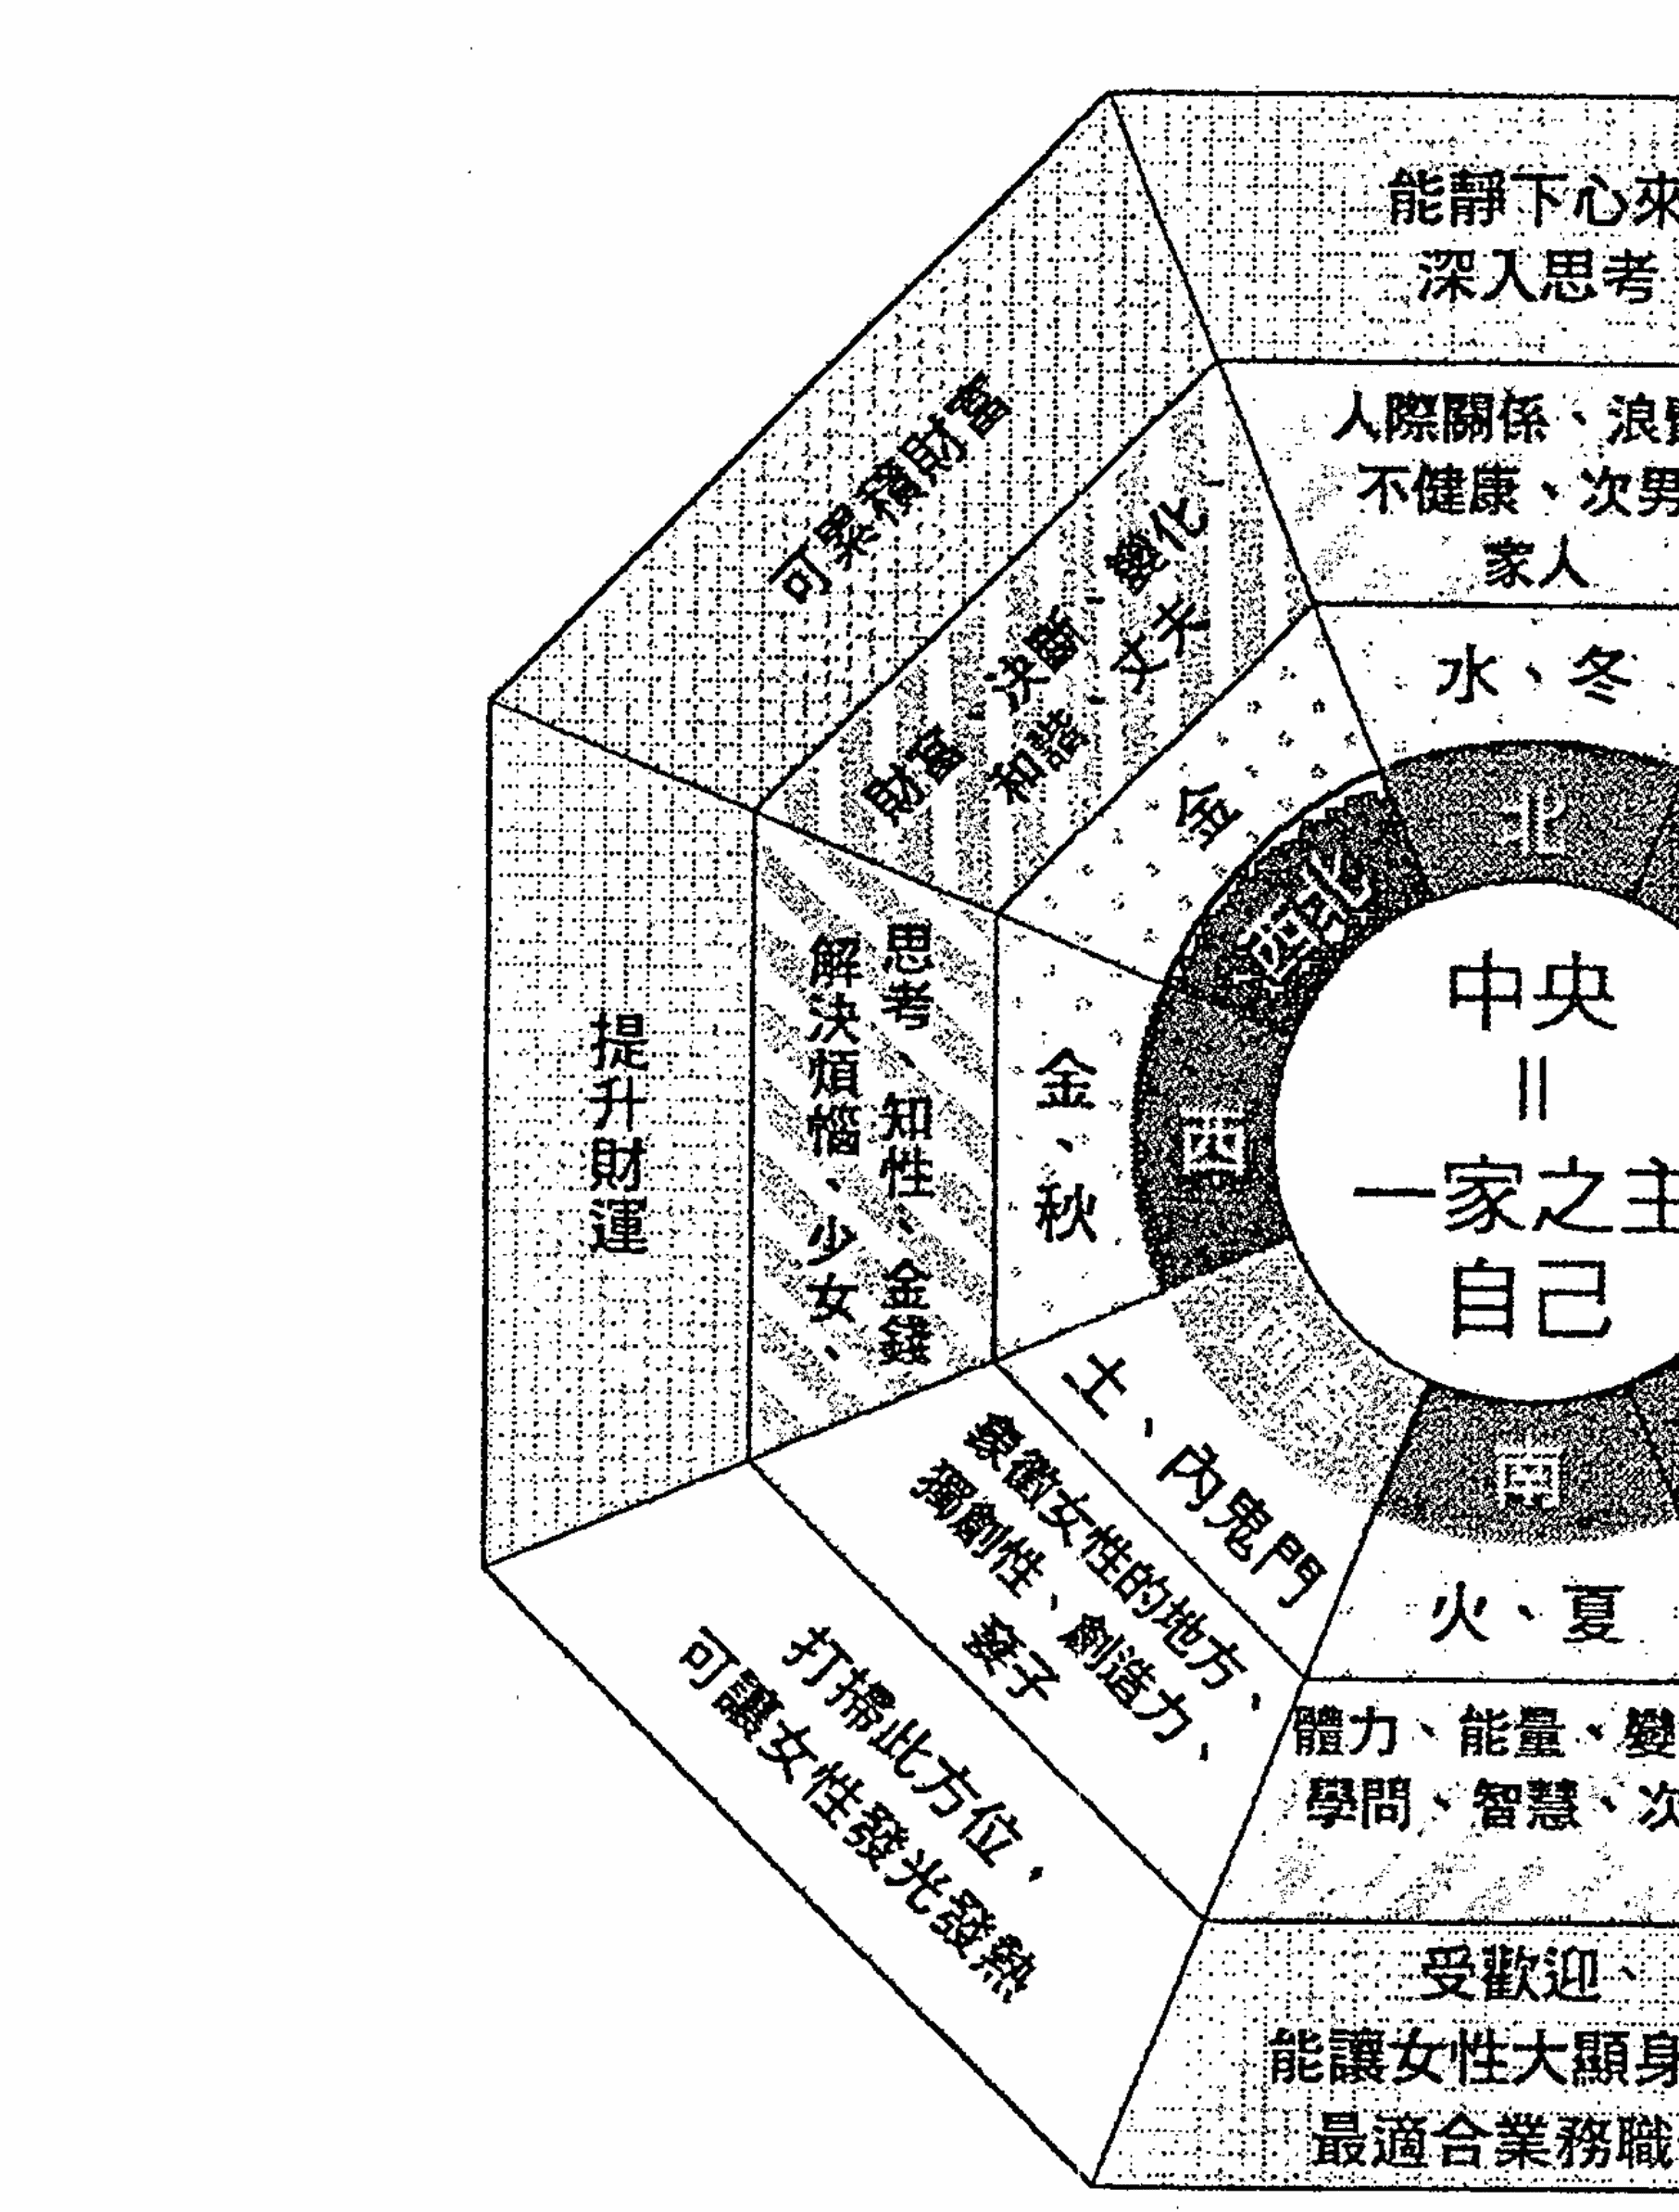 能靜下心來
深入思考
人際關係、浪
不健康、次男
家人
水、冬
北
可累積財富
財富、決斷、變化、
和諧、丈夫
金
西北
提升財運
思考、知性、金錢
解決煩惱、少女、
金、秋
西
中央
=
一家之主
自己
土、內鬼門
西南
象徵女性的地方、
獨創性、創造力、
妻子
打掃此方位，
可讓女性發光發熱
南
火、夏
體力、能量、變
學問、智慧、次
受歡迎、
能讓女性大顯身
最適合業務職